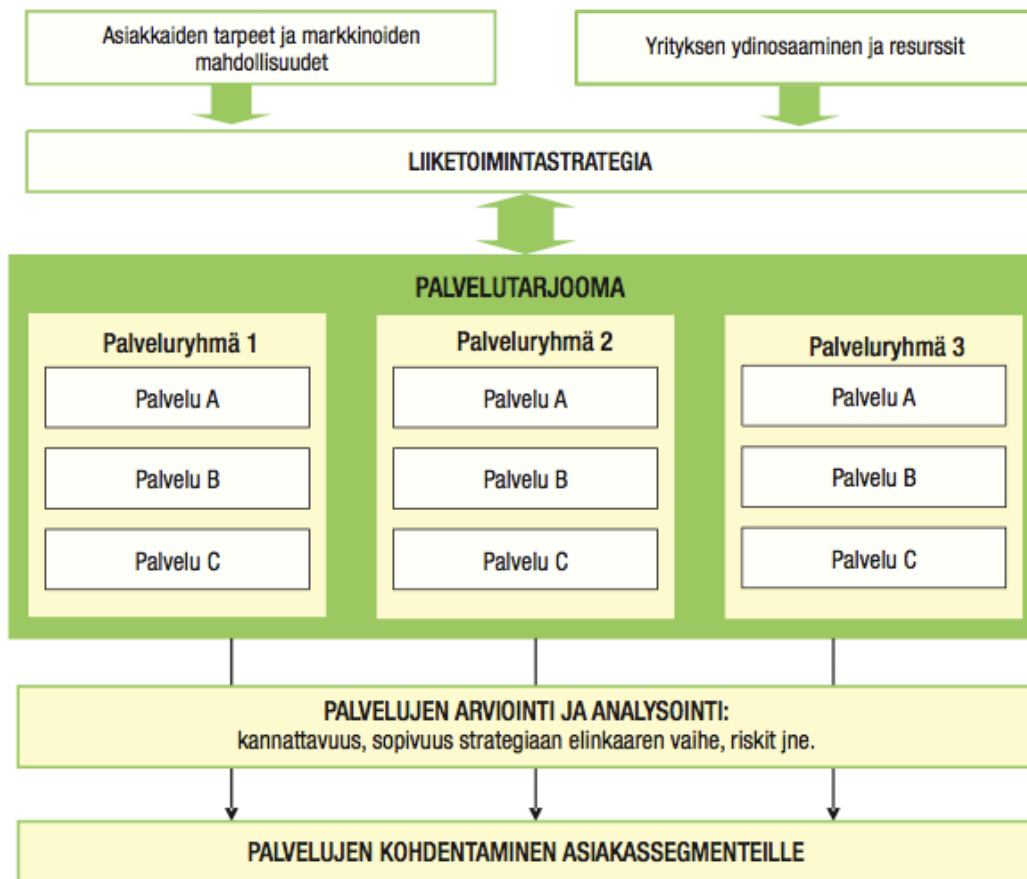 Asiakkaiden tarpeet ja markkinoiden
mahdollisuudet
Yrityksen ydinosaaminen ja resurssit
LIIKETOIMINTASTRATEGIA
PALVELUTARJOOMA
Palveluryhmä 1
Palvelu A
Palvelu B
Palvelu C
Palveluryhmä 2
Palvelu A
Palvelu B
Palvelu C
Palveluryhmä 3
Palvelu A
Palvelu B
Palvelu C
PALVELUJEN ARVIOINTI JA ANALYSOINTI:
kannattavuus, sopivuus strategiaan elinkaaren vaihe, riskit jne.
PALVELUJEN KOHDENTAMINEN ASIAKASSEGMENTEILLE